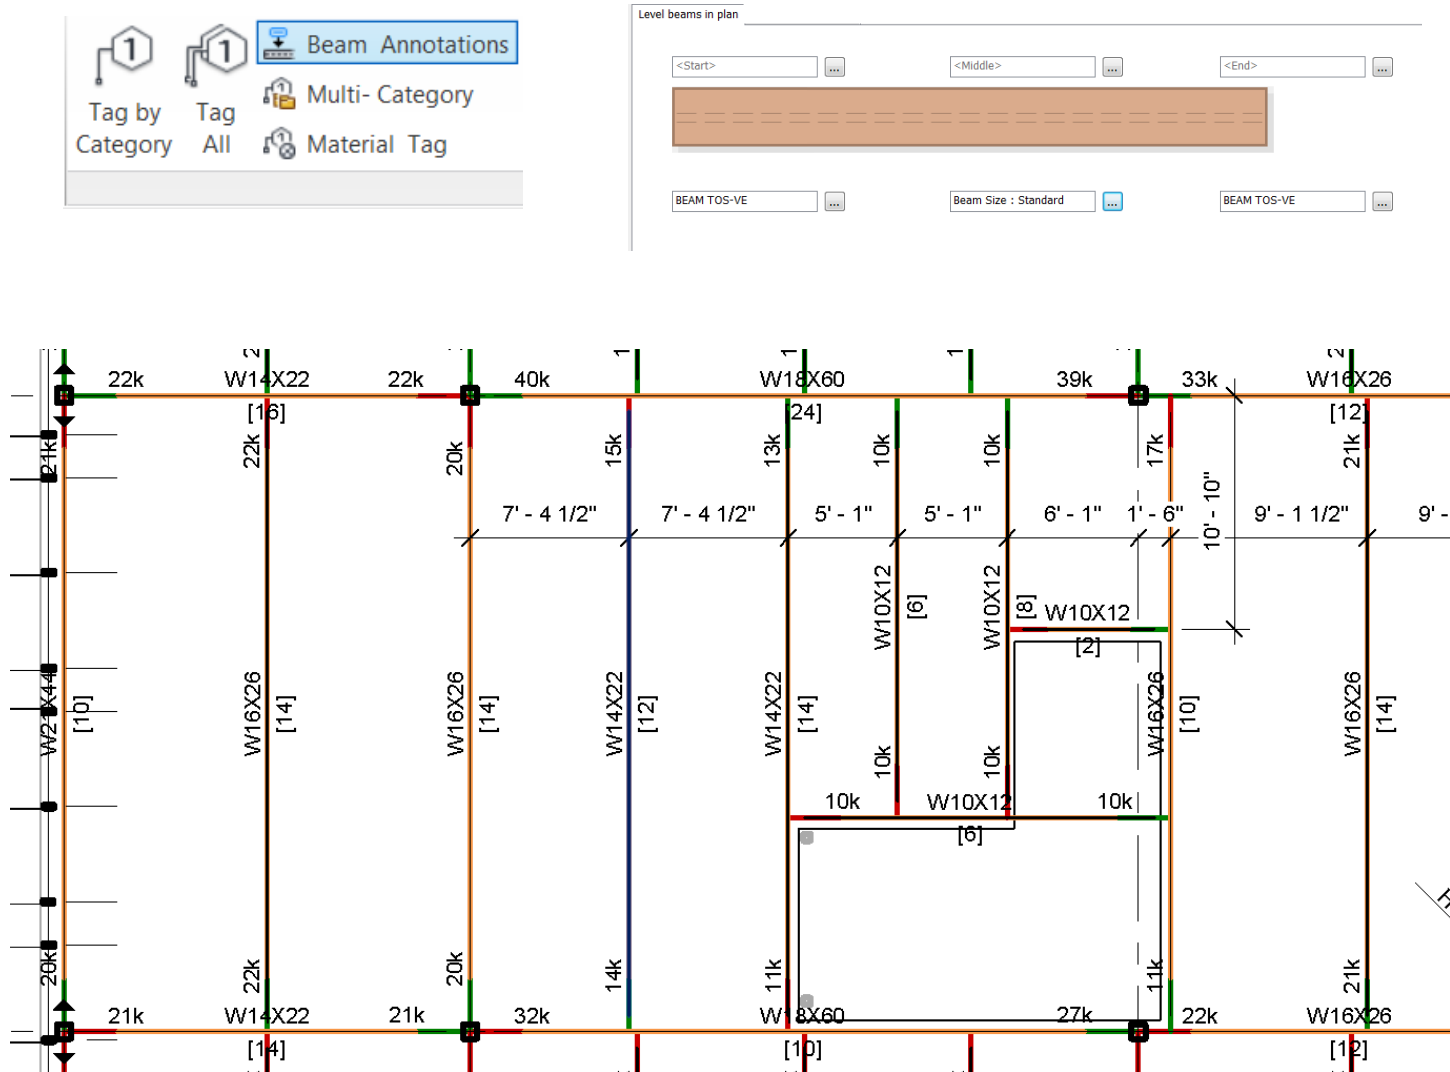 Tag by
Category
Tag
All
Beam Annotations
Multi- Category
Material Tag
Level beams in plan
<Start>
...
<Middle>
...
<End>
...
BEAM TOS-VE
...
Beam Size : Standard
...
BEAM TOS-VE
...
22k
W14X22
22k
40k
W18X60
39k
33k
W16X26
[16]
[24]
[12]
21k
22k
20k
15k
13k
10k
10k
17k
21k
7' - 4 1/2"
7' - 4 1/2"
5' - 1"
5' - 1"
6' - 1"
1' - 6"
10' - 10"
9' - 1 1/2"
9' -
W10X12
[6]
W10X12
[8]
W10X12
[2]
W21X44
[10]
W16X26
[14]
W16X26
[14]
W14X22
[12]
W14X22
[14]
W16X26
[10]
W16X26
[14]
10k
10k
10k
W10X12
10k
[6]
20k
22k
20k
14k
11k
11k
21k
21k
W14X22
21k
32k
W18X60
27k
22k
W16X26
[14]
[10]
[12]